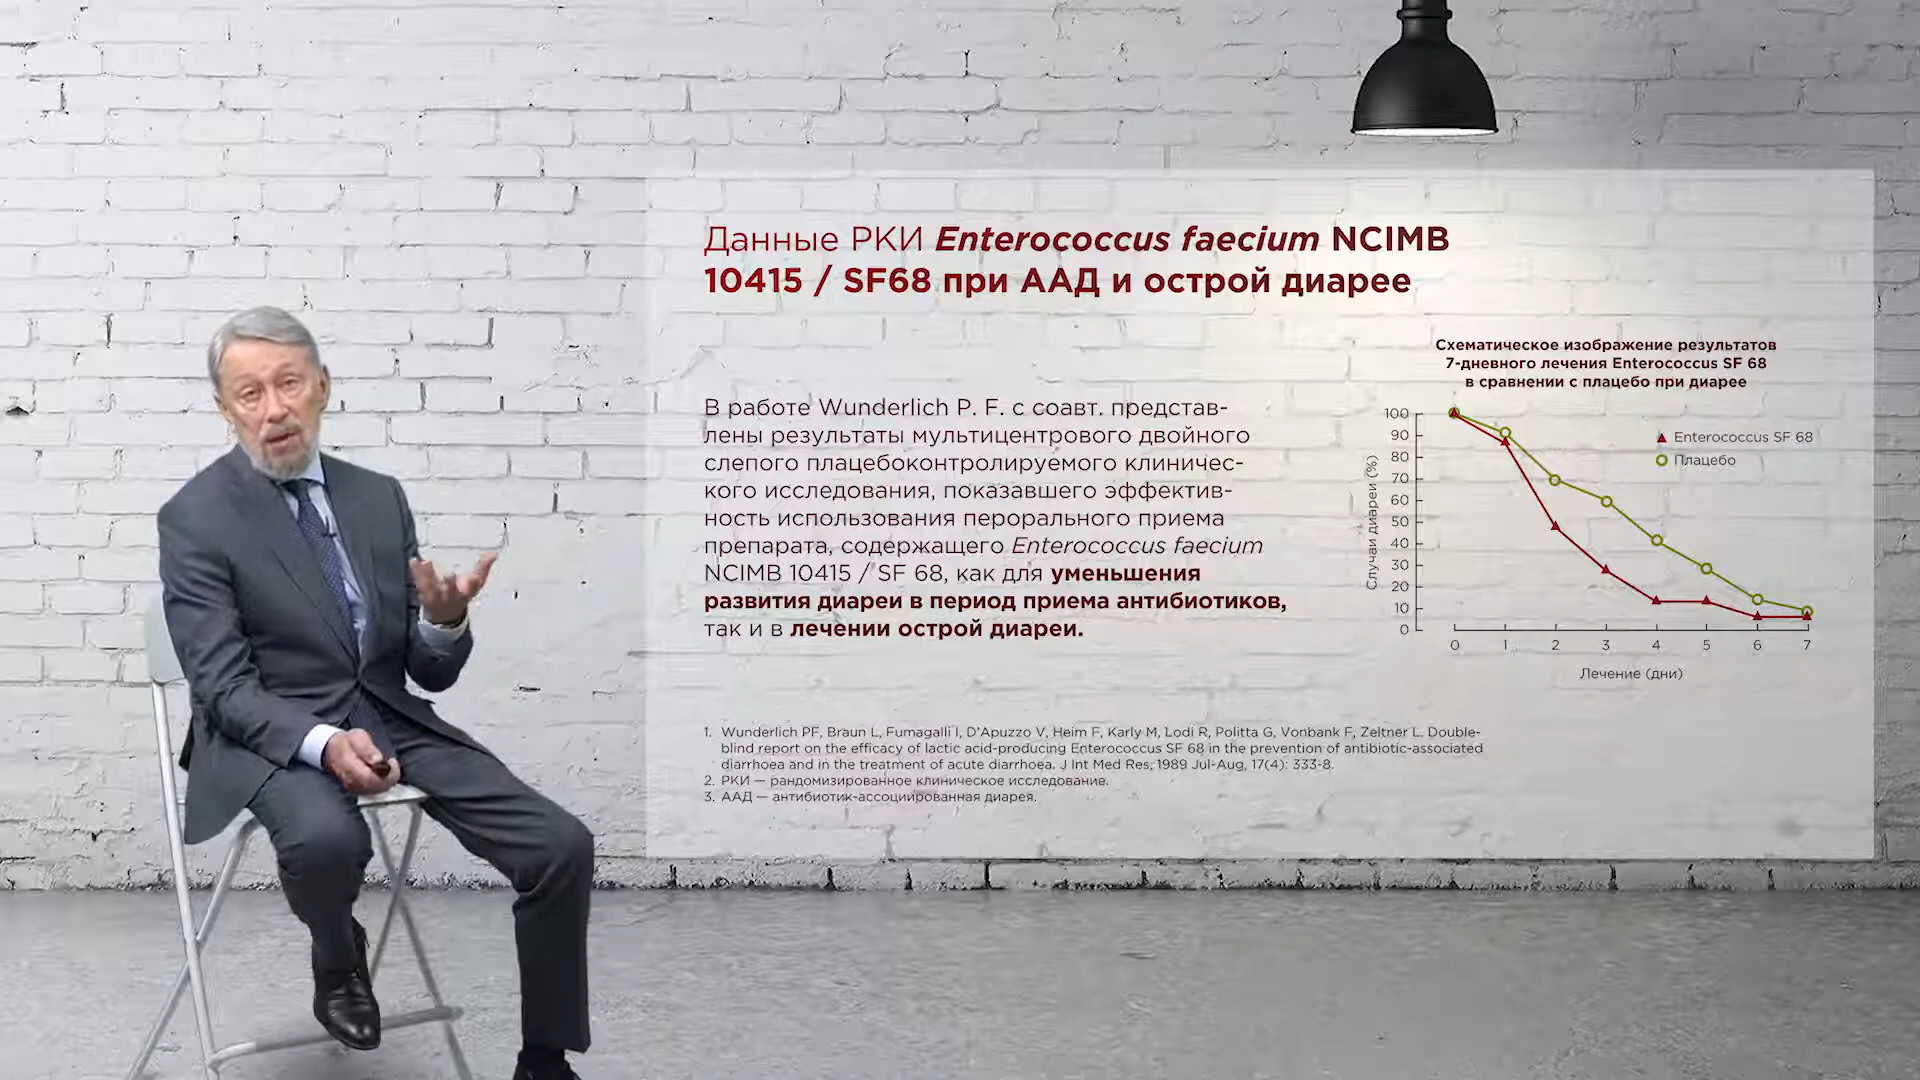 Данные РКИ Enterococcus faecium NCIMB
10415 / SF68 при ААД и острой диарее
В работе Wunderlich P. F. с соавт. представ-
лены результаты мультицентрового двойного
слепого плацебоконтролируемого клиничес-
кого исследования, показавшего эффектив-
ность использования перорального приема
препарата, содержащего Enterococcus faecium
NCIMB 10415 / SF 68, как для уменьшения
развития диареи в период приема антибиотиков,
так и в лечении острой диареи.
Схематическое изображение результатов
7-дневного лечения Enterococcus SF 68
в сравнении с плацебо при диарее
Случаи диареи (%)
100
90
80
70
60
50
40
30
20
10
0
Enterococcus SF 68
Плацебо
0 1 2 3 4 5 6 7
Лечение (дни)
1. Wunderlich PF, Braun L, Fumagalli I, D'Apuzzo V, Heim F, Karly M, Lodi R, Politta G, Vonbank F, Zeltner L. Double-
blind report on the efficacy of lactic acid-producing Enterococcus SF 68 in the prevention of antibiotic-associated
diarrhoea and in the treatment of acute diarrhoea. J Int Med Res, 1989 Jul-Aug, 17(4): 333-8.
2. РКИ — рандомизированное клиническое исследование.
3. ААД — антибиотик-ассоциированная диарея.